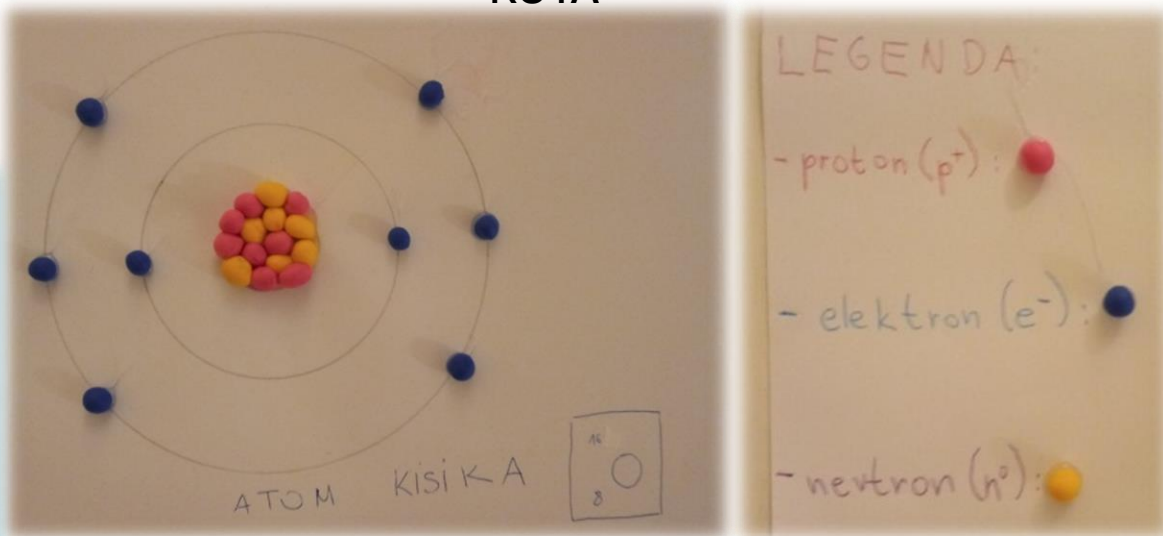 ATOM KISIKA
16
8
O
LEGENDA:
- proton (p⁺) :
- elektron (e⁻) :
- nevtron (n⁰) :